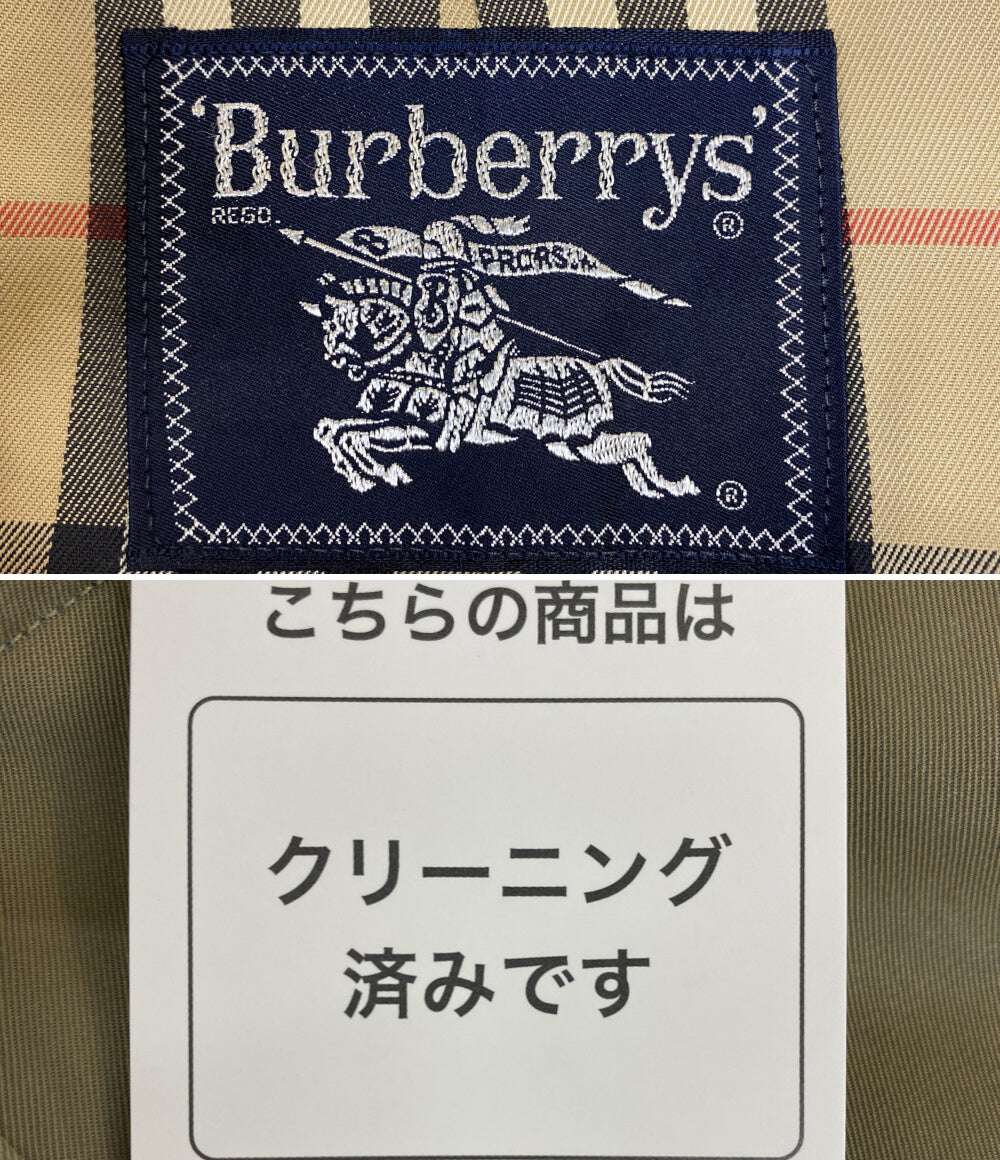 'Burberrys'
REGD.
®
B
PRORSUM
B
®
こちらの商品は
クリーニング
済みです